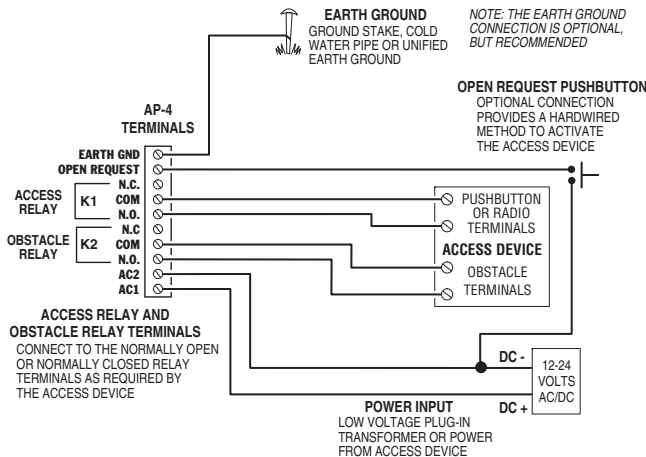 EARTH GROUND
GROUND STAKE, COLD
WATER PIPE OR UNIFIED
EARTH GROUND
NOTE: THE EARTH GROUND
CONNECTION IS OPTIONAL,
BUT RECOMMENDED
OPEN REQUEST PUSHBUTTON
OPTIONAL CONNECTION
PROVIDES A HARDWIRED
METHOD TO ACTIVATE
THE ACCESS DEVICE
AP-4
TERMINALS
EARTH GND
OPEN REQUEST
N.C.
COM
N.O.
N.C
COM
N.O.
AC2
AC1
ACCESS
RELAY
K1
OBSTACLE
RELAY
K2
PUSHBUTTON
OR RADIO
TERMINALS
ACCESS DEVICE
OBSTACLE
TERMINALS
ACCESS RELAY AND
OBSTACLE RELAY TERMINALS
CONNECT TO THE NORMALLY OPEN
OR NORMALLY CLOSED RELAY
TERMINALS AS REQUIRED BY
THE ACCESS DEVICE
DC -
DC +
12-24
VOLTS
AC/DC
POWER INPUT
LOW VOLTAGE PLUG-IN
TRANSFORMER OR POWER
FROM ACCESS DEVICE